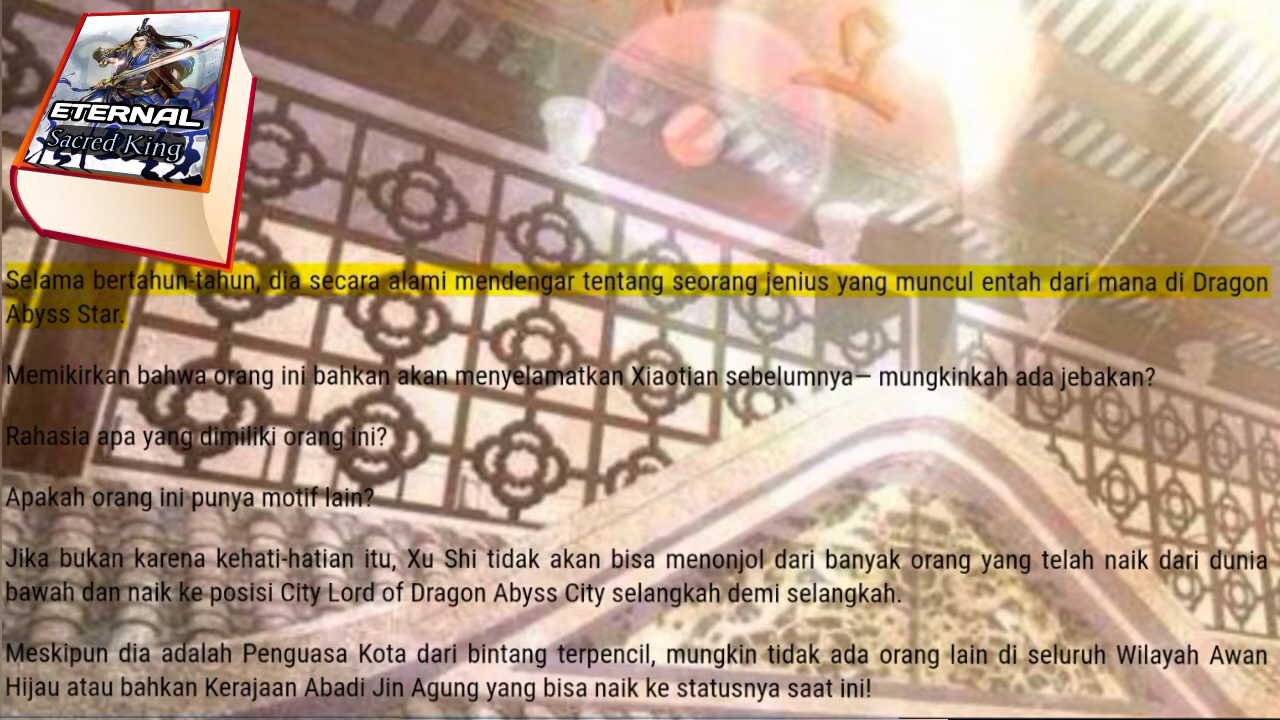 ETERNAL
Sacred King
Selama bertahun-tahun, dia secara alami mendengar tentang seorang jenius yang muncul entah dari mana di Dragon
Abyss Star.
Memikirkan bahwa orang ini bahkan akan menyelamatkan Xiaotian sebelumnya— mungkinkah ada jebakan?
Rahasia apa yang dimiliki orang ini?
Apakah orang ini punya motif lain?
Jika bukan karena kehati-hatian itu, Xu Shi tidak akan bisa menonjol dari banyak orang yang telah naik dari dunia
bawah dan naik ke posisi City Lord of Dragon Abyss City selangkah demi selangkah.
Meskipun dia adalah Penguasa Kota dari bintang terpencil, mungkin tidak ada orang lain di seluruh Wilayah Awan
Hijau atau bahkan Kerajaan Abadi Jin Agung yang bisa naik ke statusnya saat ini!